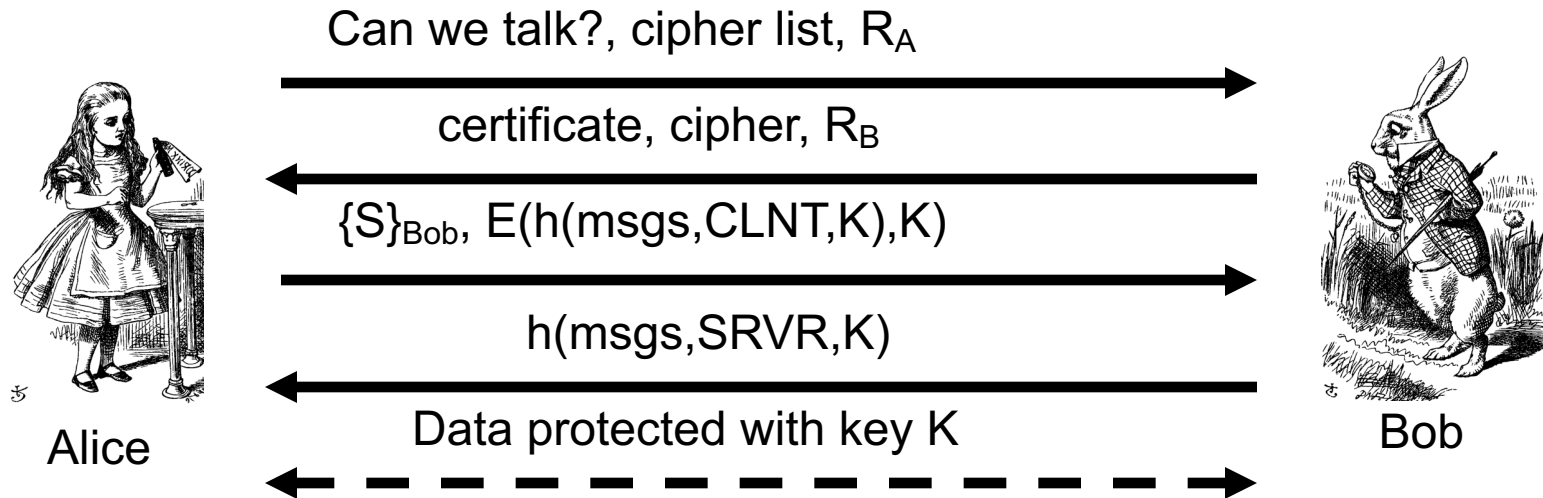 Can we talk?, cipher list, R_A
certificate, cipher, R_B
{S}_Bob, E(h(msgs,CLNT,K),K)
h(msgs,SRVR,K)
Data protected with key K
Alice
Bob